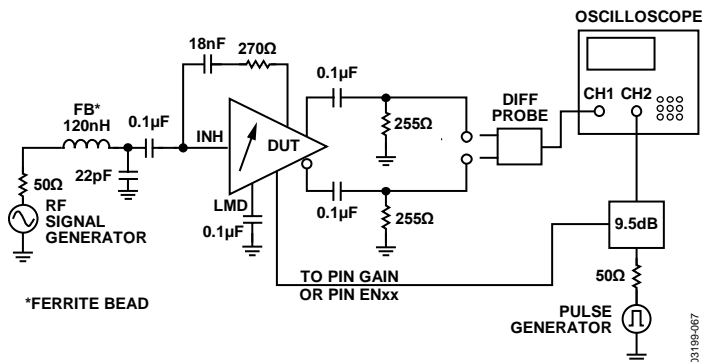 OSCILLOSCOPE
18nF
270Ω
FB*
120nH
0.1µF
0.1µF
DIFF
PROBE
CH1
CH2
INH
DUT
255Ω
50Ω
22pF
LMD
0.1µF
0.1µF
255Ω
9.5dB
RF
SIGNAL
GENERATOR
TO PIN GAIN
OR PIN ENxx
50Ω
*FERRITE BEAD
PULSE
GENERATOR
03199-067